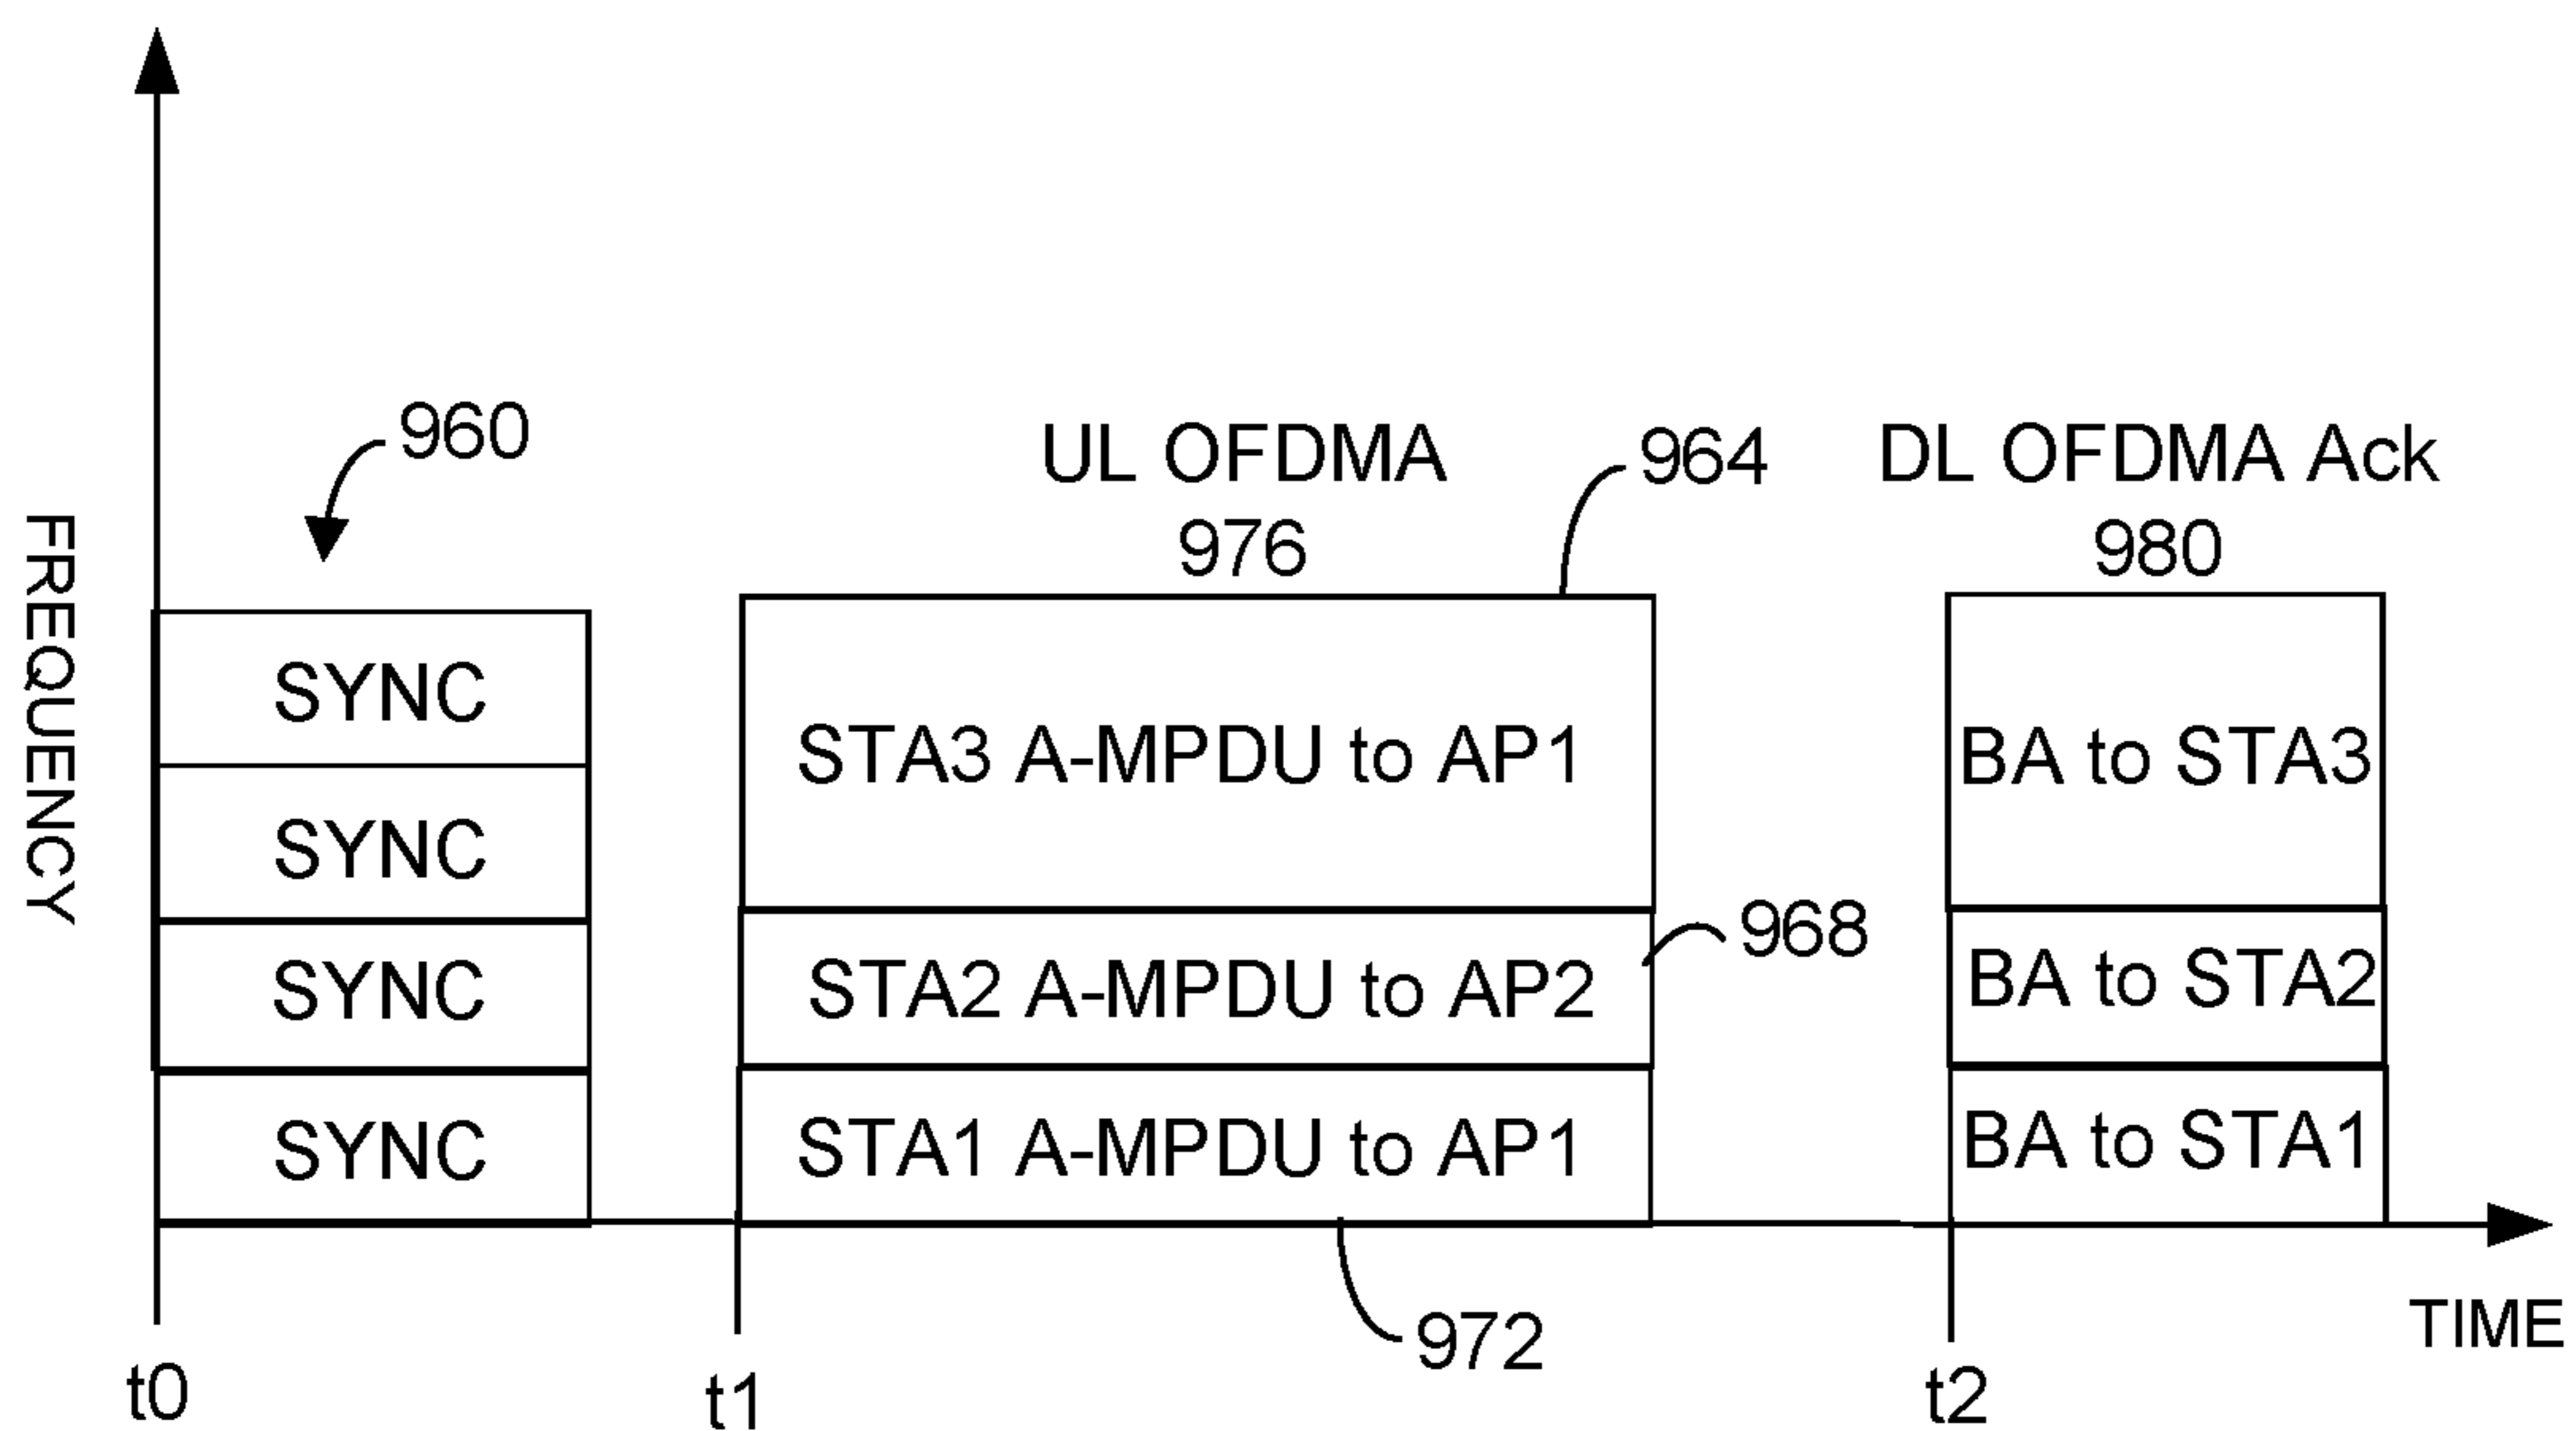 960
UL OFDMA
976
964
DL OFDMA Ack
980
FREQUENCY
SYNC
SYNC
SYNC
SYNC
STA3 A-MPDU to AP1
STA2 A-MPDU to AP2
968
STA1 A-MPDU to AP1
972
BA to STA3
BA to STA2
BA to STA1
TIME
t0
t1
t2